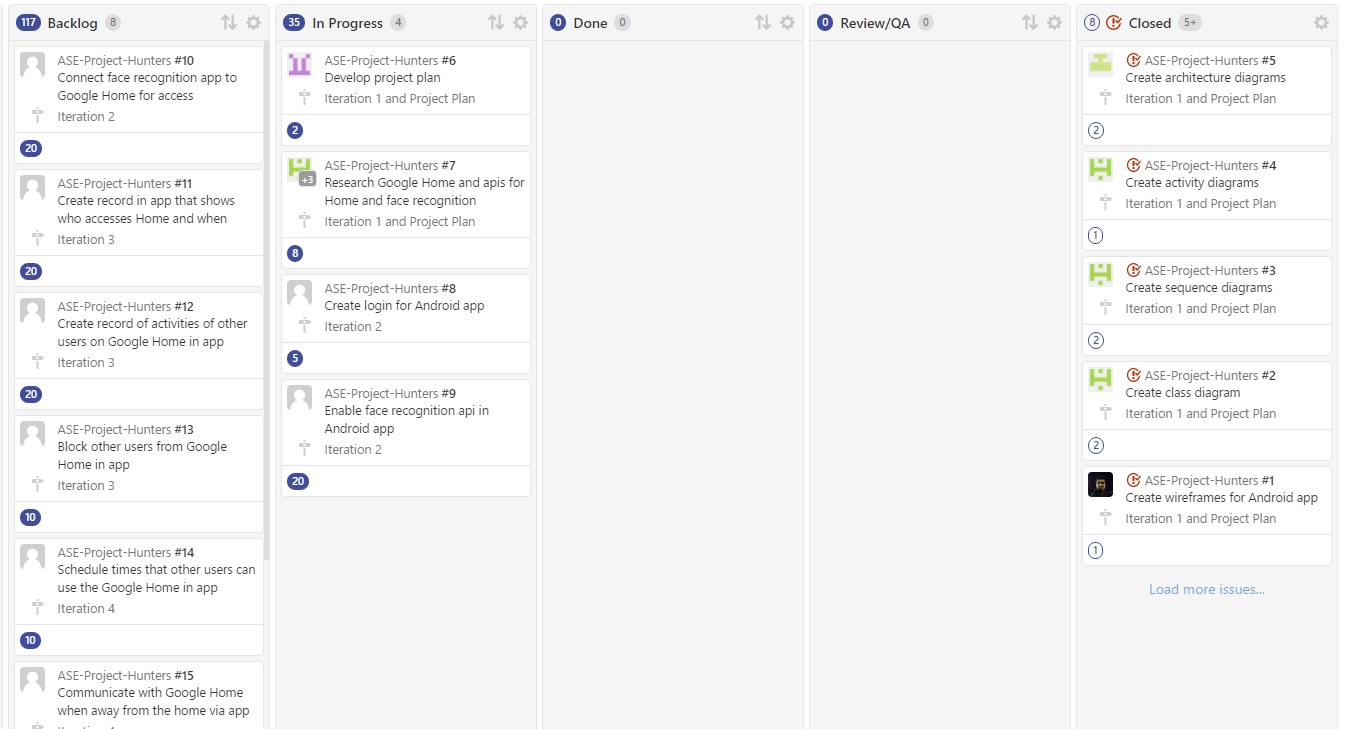 117 Backlog 8
ASE-Project-Hunters #10
Connect face recognition app to
Google Home for access
Iteration 2
20
ASE-Project-Hunters #11
Create record in app that shows
who accesses Home and when
Iteration 3
20
ASE-Project-Hunters #12
Create record of activities of other
users on Google Home in app
Iteration 3
20
ASE-Project-Hunters #13
Block other users from Google
Home in app
Iteration 3
10
ASE-Project-Hunters #14
Schedule times that other users can
use the Google Home in app
Iteration 4
10
ASE-Project-Hunters #15
Communicate with Google Home
when away from the home via app
35 In Progress 4
ASE-Project-Hunters #6
Develop project plan
Iteration 1 and Project Plan
2
ASE-Project-Hunters #7
+3
Research Google Home and apis for
Home and face recognition
Iteration 1 and Project Plan
8
ASE-Project-Hunters #8
Create login for Android app
Iteration 2
5
ASE-Project-Hunters #9
Enable face recognition api in
Android app
Iteration 2
20
0 Done 0
0 Review/QA 0
8 Closed 5+
ASE-Project-Hunters #5
Create architecture diagrams
Iteration 1 and Project Plan
2
ASE-Project-Hunters #4
Create activity diagrams
Iteration 1 and Project Plan
1
ASE-Project-Hunters #3
Create sequence diagrams
Iteration 1 and Project Plan
2
ASE-Project-Hunters #2
Create class diagram
Iteration 1 and Project Plan
2
ASE-Project-Hunters #1
Create wireframes for Android app
Iteration 1 and Project Plan
1
Load more issues...